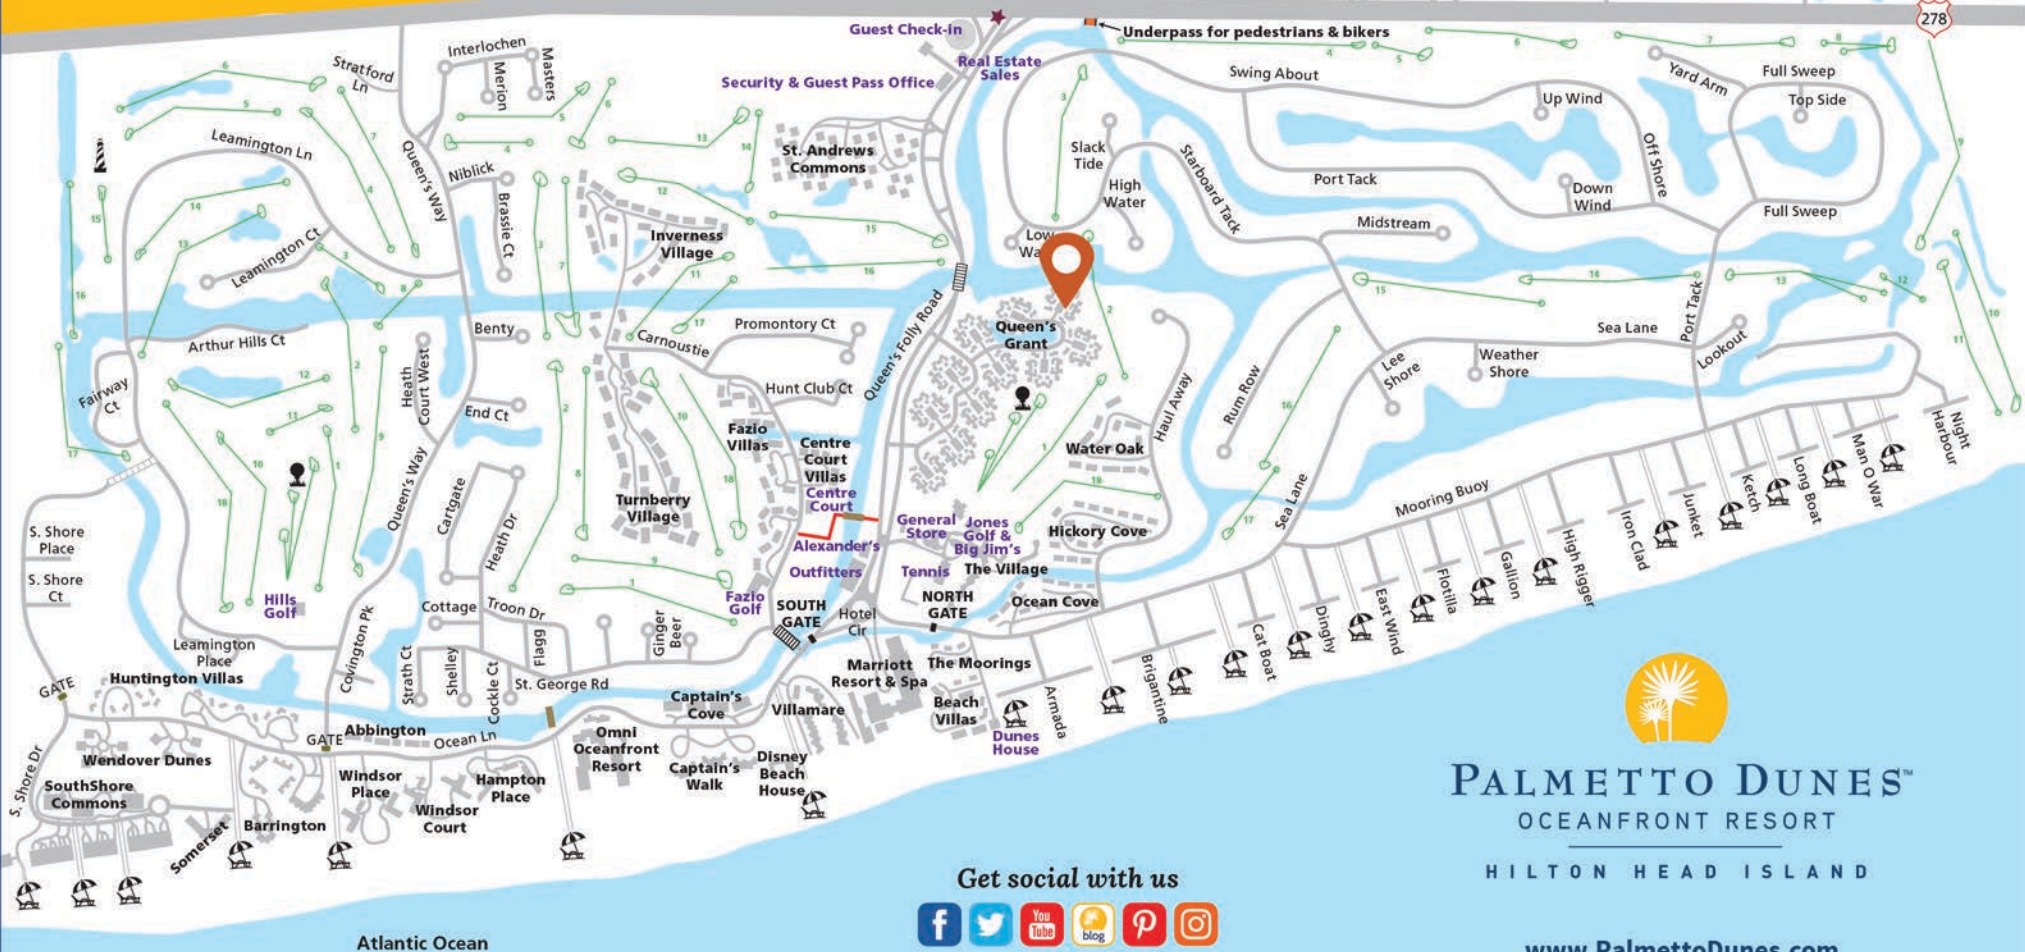 278
Guest Check-in
Underpass for pedestrians & bikers
Real Estate
Sales
Security & Guest Pass Office
Stratford
Ln
Interlochen
Merion
Masters
Swing About
Up Wind
Yard Arm
Full Sweep
Top Side
Leamington Ln
Queen's Way
Niblick
Brassie Ct
St. Andrews
Commons
Slack
Tide
High
Water
Starboard Tack
Port Tack
Down
Wind
Off Shore
Full Sweep
Midstream
Low
Leamington Ct
Inverness
Village
Arthur Hills Ct
Benty
Carnoustie
Promontory Ct
Queen's Folly Road
Queen's
Grant
Sea Lane
Port Tack
Lookout
Weather
Shore
Lee
Shore
Rum Row
Haul Away
Fairway
Ct
Heath
Court West
End Ct
Hunt Club Ct
Fazio
Villas
Centre
Court
Villas
Centre
Court
Water Oak
Night
Harbour
Man O War
Long Boat
Ketch
Junket
Iron Clad
High Rigger
Gallion
Flotilla
East Wind
Dinghy
Cat Boat
Brigantine
Armada
Mooring Buoy
Sea Lane
Queen's Way
Cartgate
Heath Dr
Turnberry
Village
Alexander's
Outfitters
General
Store
Jones
Golf &
Big Jim's
Tennis
The Village
Hickory Cove
Ocean Cove
S. Shore
Place
S. Shore
Ct
Hills
Golf
Cottage
Troon Dr
Flagg
Ginger
Beer
Fazio
Golf
SOUTH
GATE
Hotel
Cir
NORTH
GATE
Leamington
Place
Covington Pk
Strath Ct
Shelley
Cockle Ct
St. George Rd
Marriott
Resort & Spa
The Moorings
GATE
Huntington Villas
Captain's
Cove
Villamare
Beach
Villas
Dunes
House
GATE
Abbington
Ocean Ln
Omni
Oceanfront
Resort
Captain's
Walk
Disney
Beach
House
S. Shore Dr
Wendover Dunes
SouthShore
Commons
Somerset
Barrington
Windsor
Place
Windsor
Court
Hampton
Place
Atlantic Ocean
Get social with us
You
Tube
blog
PALMETTO DUNES™
OCEANFRONT RESORT
HILTON HEAD ISLAND
www.PalmettoDunes.com